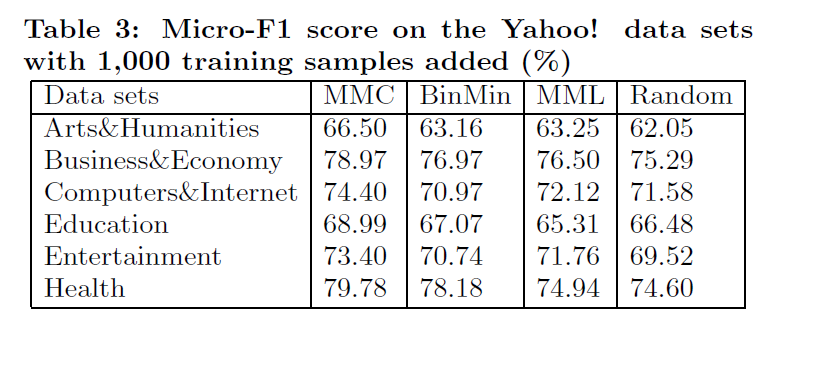 Table 3: Micro-F1 score on the Yahoo! data sets
with 1,000 training samples added (%)
Data sets MMC BinMin MML Random
Arts&Humanities 66.50 63.16 63.25 62.05
Business&Economy 78.97 76.97 76.50 75.29
Computers&Internet 74.40 70.97 72.12 71.58
Education 68.99 67.07 65.31 66.48
Entertainment 73.40 70.74 71.76 69.52
Health 79.78 78.18 74.94 74.60